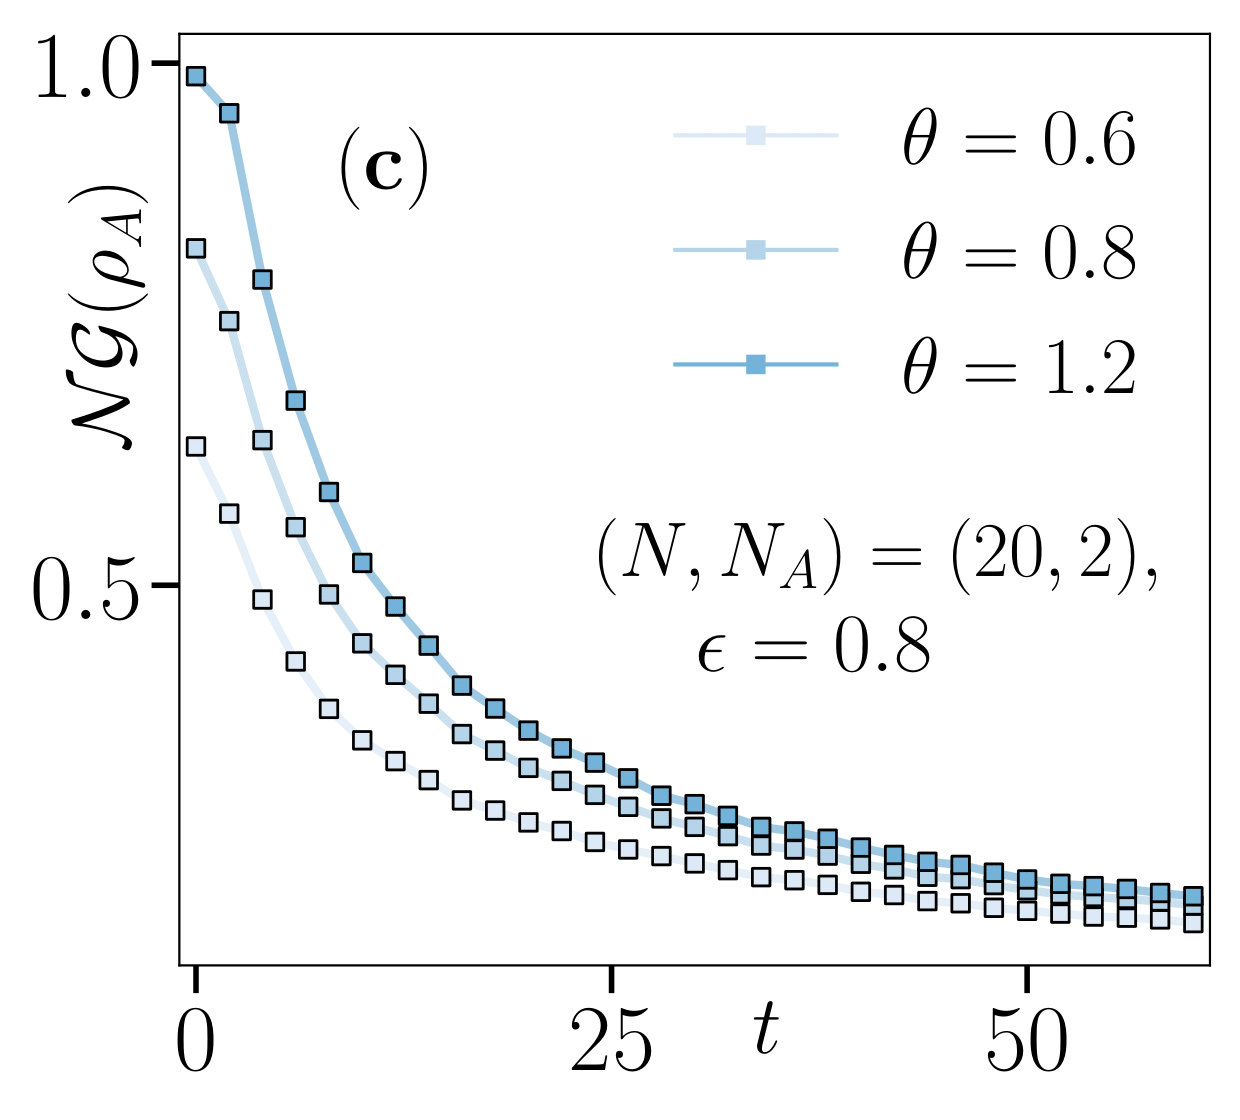 1.0
0.5
𝒩𝒢(ρ_A)
(c)
θ = 0.6
θ = 0.8
θ = 1.2
(N, N_A) = (20, 2),
ϵ = 0.8
0
25
50
t